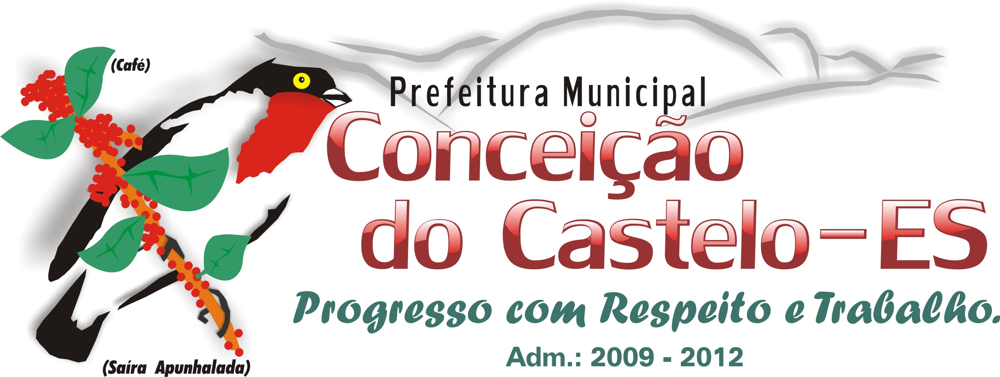 (Café)
Prefeitura Municipal
Conceição
do Castelo-ES
Progresso com Respeito e Trabalho.
Adm.: 2009 - 2012
(Saíra Apunhalada)